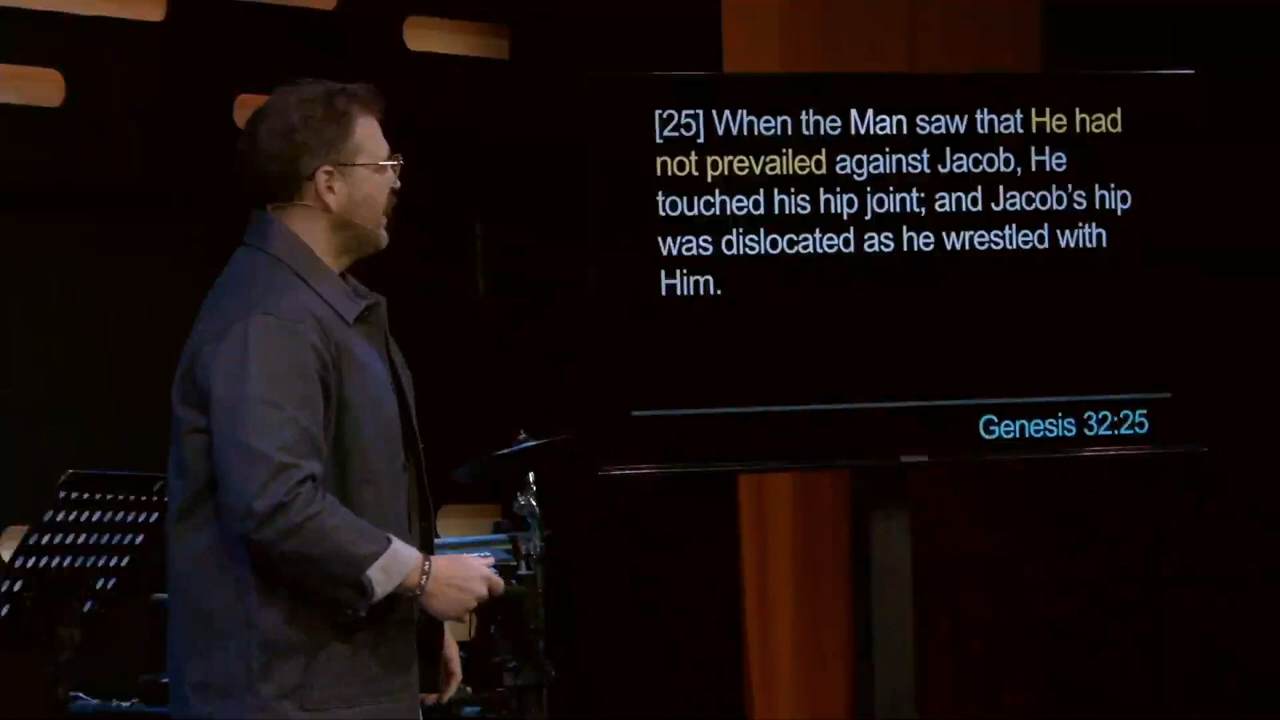 [25] When the Man saw that He had
not prevailed against Jacob, He
touched his hip joint; and Jacob’s hip
was dislocated as he wrestled with
Him.
Genesis 32:25